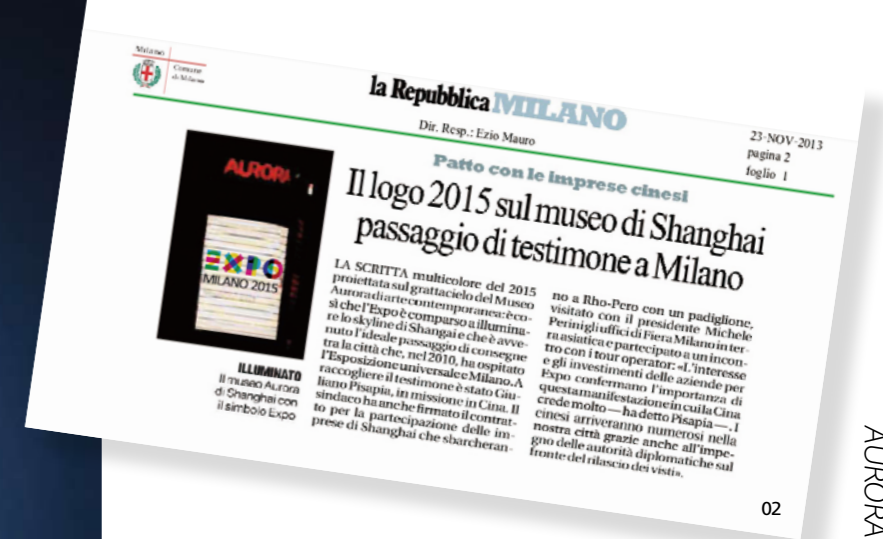 Milano
Comune
di Milano
la Repubblica MILANO
Dir. Resp.: Ezio Mauro
23-NOV-2013
pagina 2
foglio 1
Patto con le imprese cinesi
Il logo 2015 sul museo di Shanghai
passaggio di testimone a Milano
AURORA
EXPO
MILANO 2015
ILLUMINATO
Il museo Aurora
di Shanghai con
il simbolo Expo
LA SCRITTA multicolore del 2015
proiettata sul grattacielo del Museo
Aurora di arte contemporanea: è co-
sì che l'Expo è comparso a illumina-
re lo skyline di Shangai e che è avve-
nuto l'ideale passaggio di consegne
tra la città che, nel 2010, ha ospitato
l'Esposizione universale e Milano. A
raccogliere il testimone è stato Giu-
liano Pisapia, in missione in Cina. Il
sindaco ha anche firmato il contrat-
to per la partecipazione delle im-
prese di Shanghai che sbarcheran-
no a Rho-Pero con un padiglione,
visitato con il presidente Michele
Perini gli uffici di Fiera Milano in ter-
ra asiatica e partecipato a un incon-
tro con i tour operator: «L'interesse
e gli investimenti delle aziende per
Expo confermano l'importanza di
questa manifestazione in cui la Cina
crede molto — ha detto Pisapia —. I
cinesi arriveranno numerosi nella
nostra città grazie anche all'impe-
gno delle autorità diplomatiche sul
fronte del rilascio dei visti».
02
AURORA